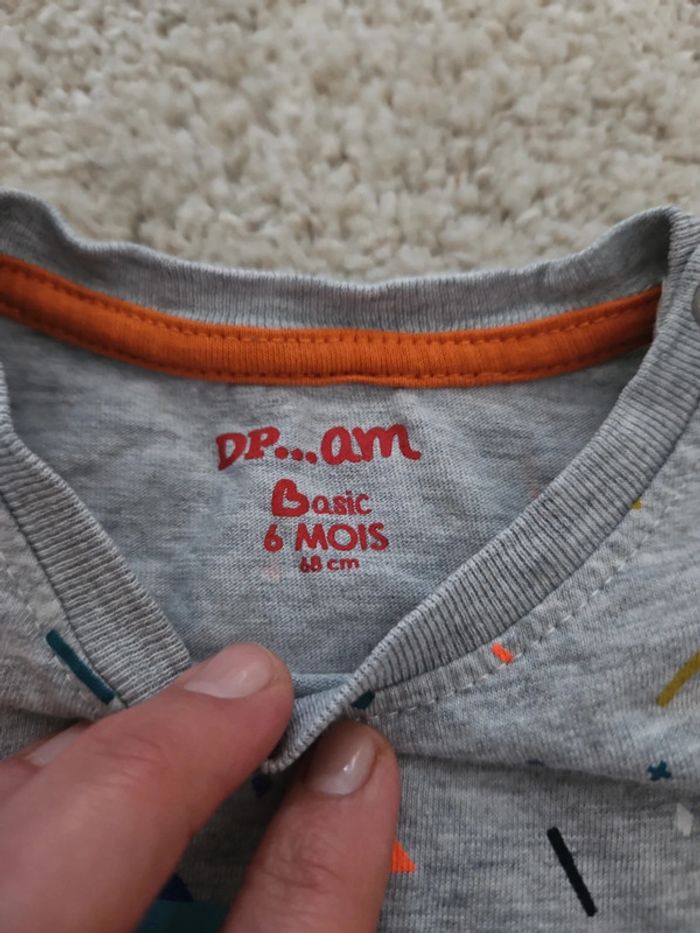 DP...am
Basic
6 MOIS
68 cm